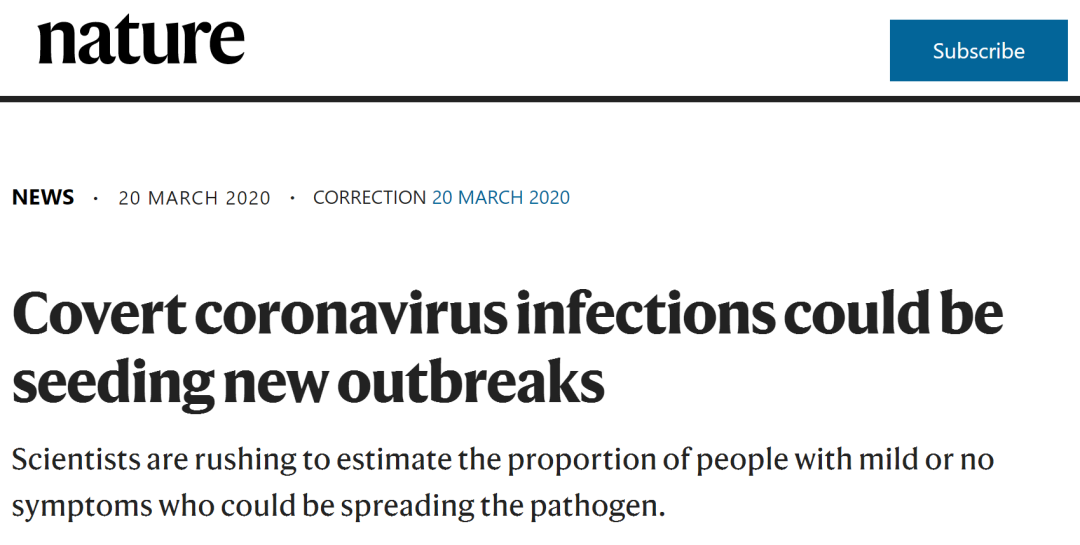 nature
Subscribe
NEWS · 20 MARCH 2020 · CORRECTION 20 MARCH 2020
Covert coronavirus infections could be
seeding new outbreaks
Scientists are rushing to estimate the proportion of people with mild or no
symptoms who could be spreading the pathogen.